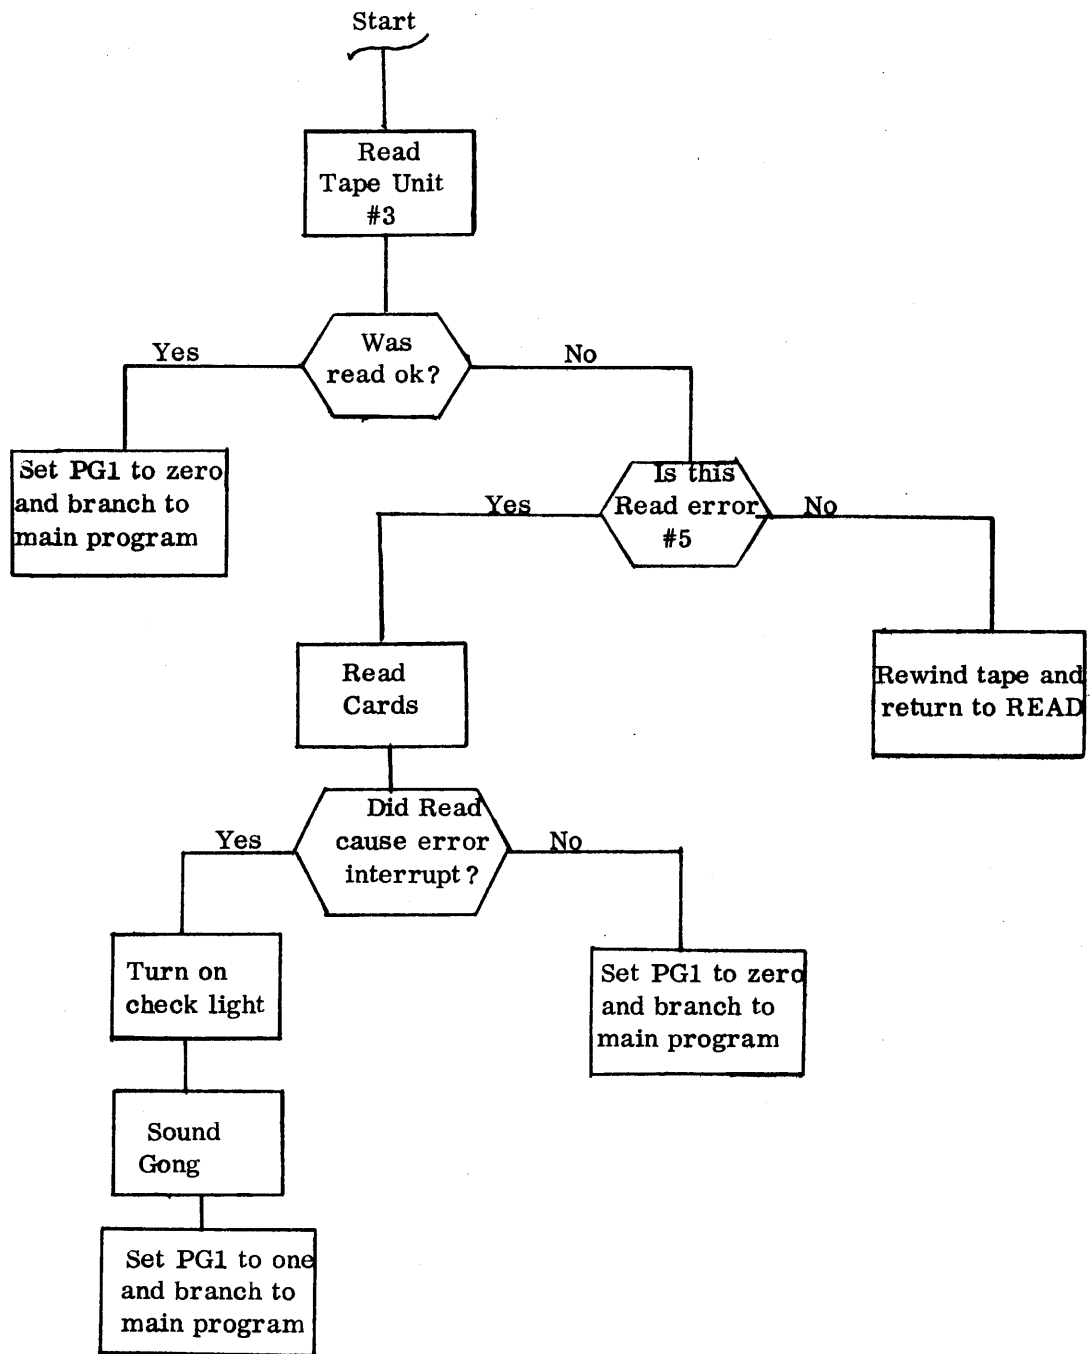 Start
Read
Tape Unit
#3
Was
read ok?
Yes
No
Set PG1 to zero
and branch to
main program
Is this
Read error
#5
Yes
No
Read
Cards
Rewind tape and
return to READ
Did Read
cause error
interrupt?
Yes
No
Turn on
check light
Set PG1 to zero
and branch to
main program
Sound
Gong
Set PG1 to one
and branch to
main program